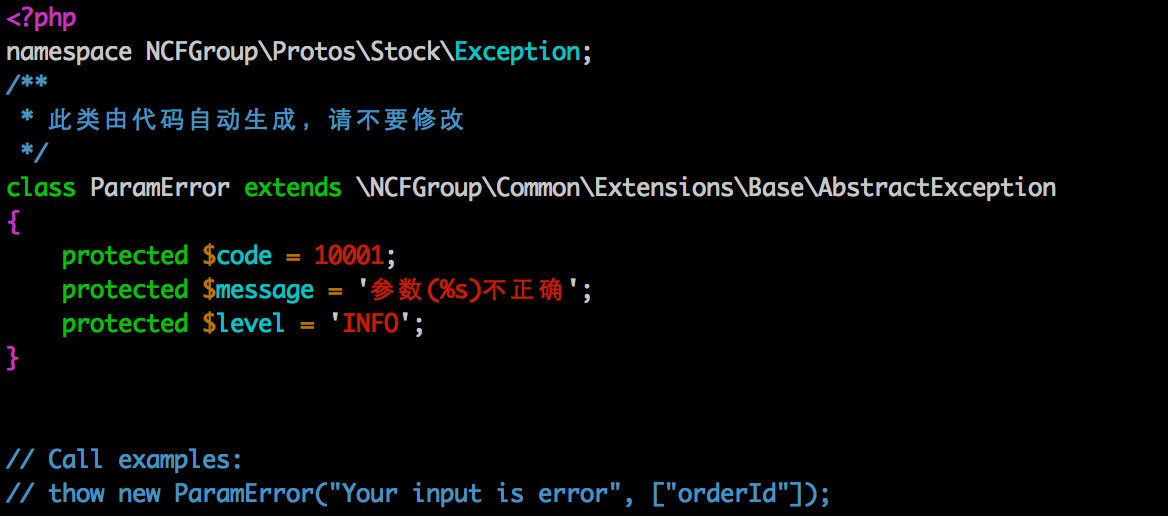 <?php
namespace NCFGroup\Protos\Stock\Exception;
/**
 * 此类由代码自动生成，请不要修改
 */
class ParamError extends \NCFGroup\Common\Extensions\Base\AbstractException
{
    protected $code = 10001;
    protected $message = '参数(%s)不正确';
    protected $level = 'INFO';
}
// Call examples:
// thow new ParamError("Your input is error", ["orderId"]);